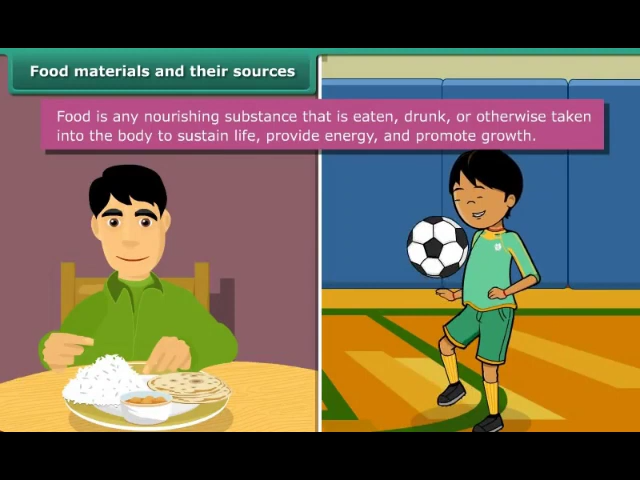 Food materials and their sources
Food is any nourishing substance that is eaten, drunk, or otherwise taken
into the body to sustain life, provide energy, and promote growth.